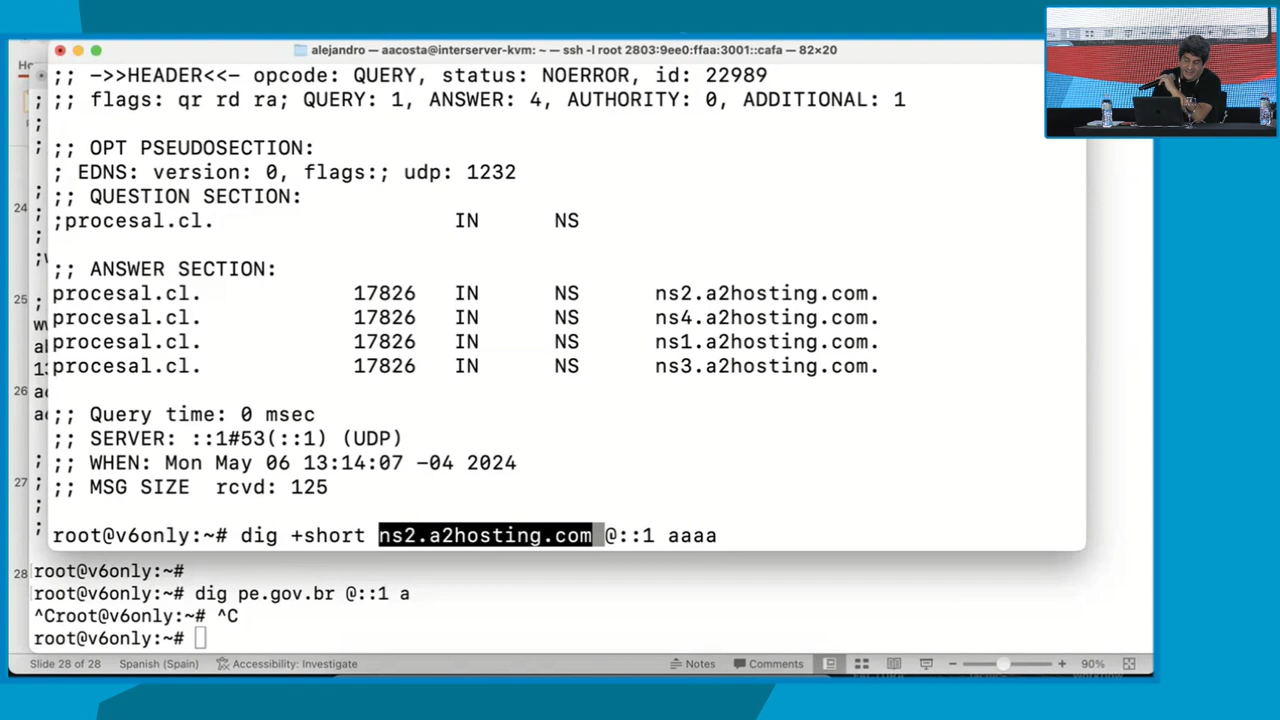 alejandro — aacosta@interserver-kvm: ~ — ssh -l root 2803:9ee0:ffaa:3001::cafa — 82×20
;; ->>HEADER<<- opcode: QUERY, status: NOERROR, id: 22989
;; flags: qr rd ra; QUERY: 1, ANSWER: 4, AUTHORITY: 0, ADDITIONAL: 1
;; OPT PSEUDOSECTION:
; EDNS: version: 0, flags:; udp: 1232
;; QUESTION SECTION:
;procesal.cl. IN NS
;; ANSWER SECTION:
procesal.cl. 17826 IN NS ns2.a2hosting.com.
procesal.cl. 17826 IN NS ns4.a2hosting.com.
procesal.cl. 17826 IN NS ns1.a2hosting.com.
procesal.cl. 17826 IN NS ns3.a2hosting.com.
;; Query time: 0 msec
;; SERVER: ::1#53(::1) (UDP)
;; WHEN: Mon May 06 13:14:07 -04 2024
;; MSG SIZE rcvd: 125
root@v6only:~# dig +short ns2.a2hosting.com @::1 aaaa
24
25
26
27
28
root@v6only:~#
root@v6only:~# dig pe.gov.br @::1 a
^Croot@v6only:~# ^C
root@v6only:~#
Slide 28 of 28 Spanish (Spain) Accessibility: Investigate Notes Comments 90%